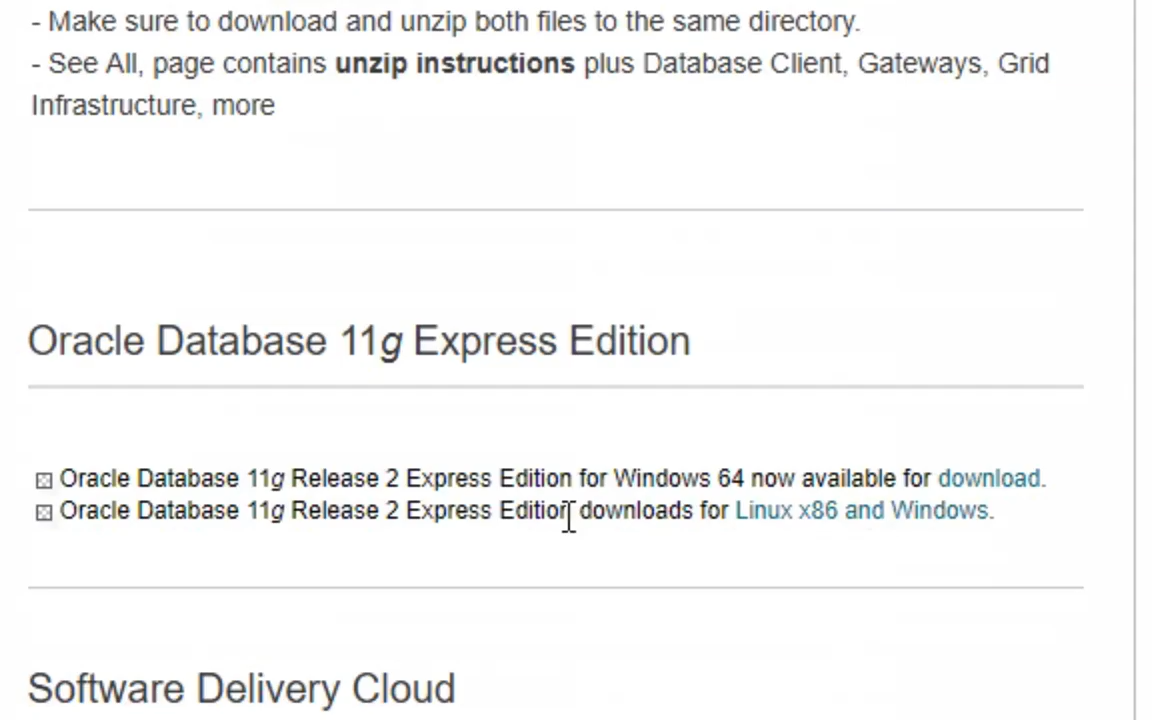 - Make sure to download and unzip both files to the same directory.
- See All, page contains unzip instructions plus Database Client, Gateways, Grid
Infrastructure, more
Oracle Database 11g Express Edition
Oracle Database 11g Release 2 Express Edition for Windows 64 now available for download.
Oracle Database 11g Release 2 Express Edition downloads for Linux x86 and Windows.
Software Delivery Cloud